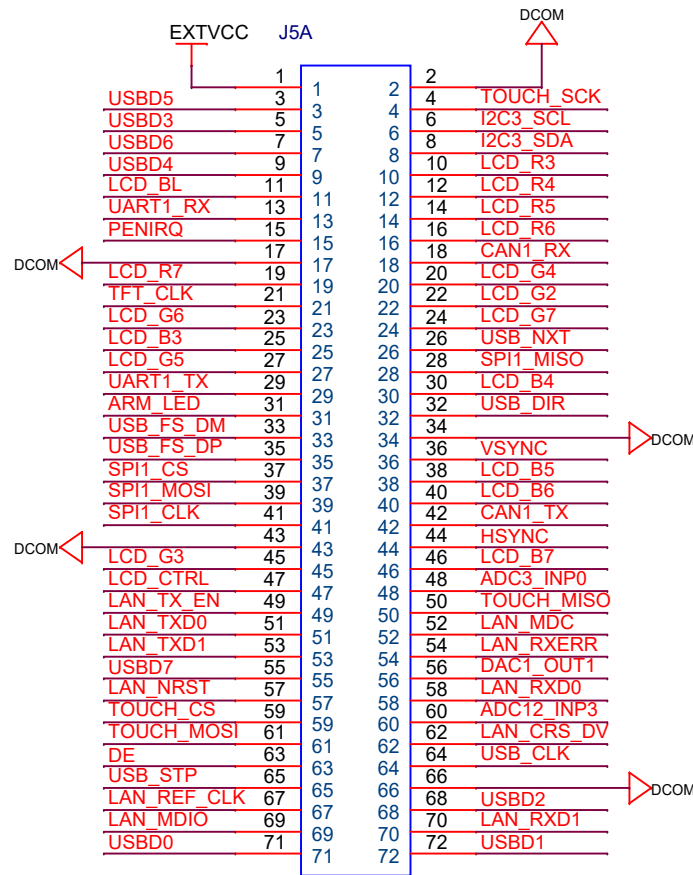 EXTVCC J5A DCOM
1 1 2 2
USBD5 3 3 4 4 TOUCH_SCK
USBD3 5 5 6 6 I2C3_SCL
USBD6 7 7 8 8 I2C3_SDA
USBD4 9 9 10 10 LCD_R3
LCD_BL 11 11 12 12 LCD_R4
UART1_RX 13 13 14 14 LCD_R5
PENIRQ 15 15 16 16 LCD_R6
DCOM 17 17 18 18 CAN1_RX
LCD_R7 19 19 20 20 LCD_G4
TFT_CLK 21 21 22 22 LCD_G2
LCD_G6 23 23 24 24 LCD_G7
LCD_B3 25 25 26 26 USB_NXT
LCD_G5 27 27 28 28 SPI1_MISO
UART1_TX 29 29 30 30 LCD_B4
ARM_LED 31 31 32 32 USB_DIR
USB_FS_DM 33 33 34 34 DCOM
USB_FS_DP 35 35 36 36 VSYNC
SPI1_CS 37 37 38 38 LCD_B5
SPI1_MOSI 39 39 40 40 LCD_B6
SPI1_CLK 41 41 42 42 CAN1_TX
DCOM 43 43 44 44 HSYNC
LCD_G3 45 45 46 46 LCD_B7
LCD_CTRL 47 47 48 48 ADC3_INP0
LAN_TX_EN 49 49 50 50 TOUCH_MISO
LAN_TXD0 51 51 52 52 LAN_MDC
LAN_TXD1 53 53 54 54 LAN_RXERR
USBD7 55 55 56 56 DAC1_OUT1
LAN_NRST 57 57 58 58 LAN_RXD0
TOUCH_CS 59 59 60 60 ADC12_INP3
TOUCH_MOSI 61 61 62 62 LAN_CRS_DV
DE 63 63 64 64 USB_CLK
USB_STP 65 65 66 66 DCOM
LAN_REF_CLK 67 67 68 68 USBD2
LAN_MDIO 69 69 70 70 LAN_RXD1
USBD0 71 71 72 72 USBD1